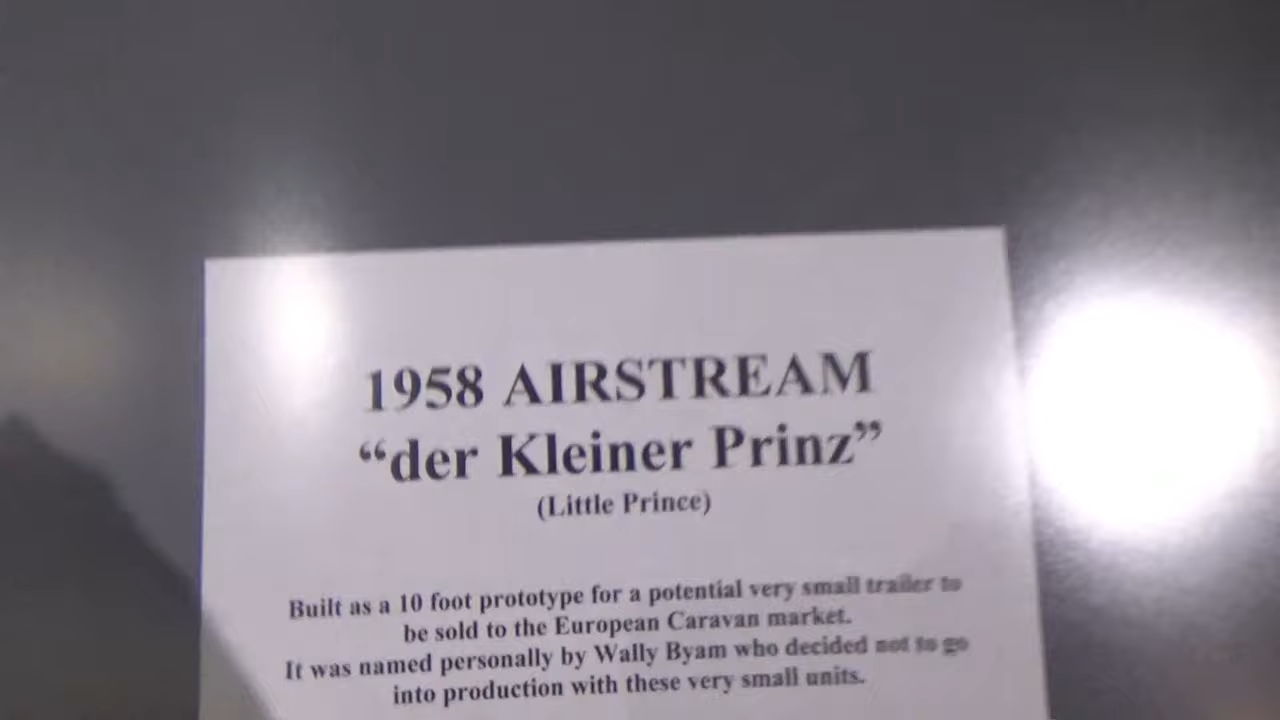 1958 AIRSTREAM
“der Kleiner Prinz”
(Little Prince)
Built as a 10 foot prototype for a potential very small trailer to
be sold to the European Caravan market.
It was named personally by Wally Byam who decided not to go
into production with these very small units.